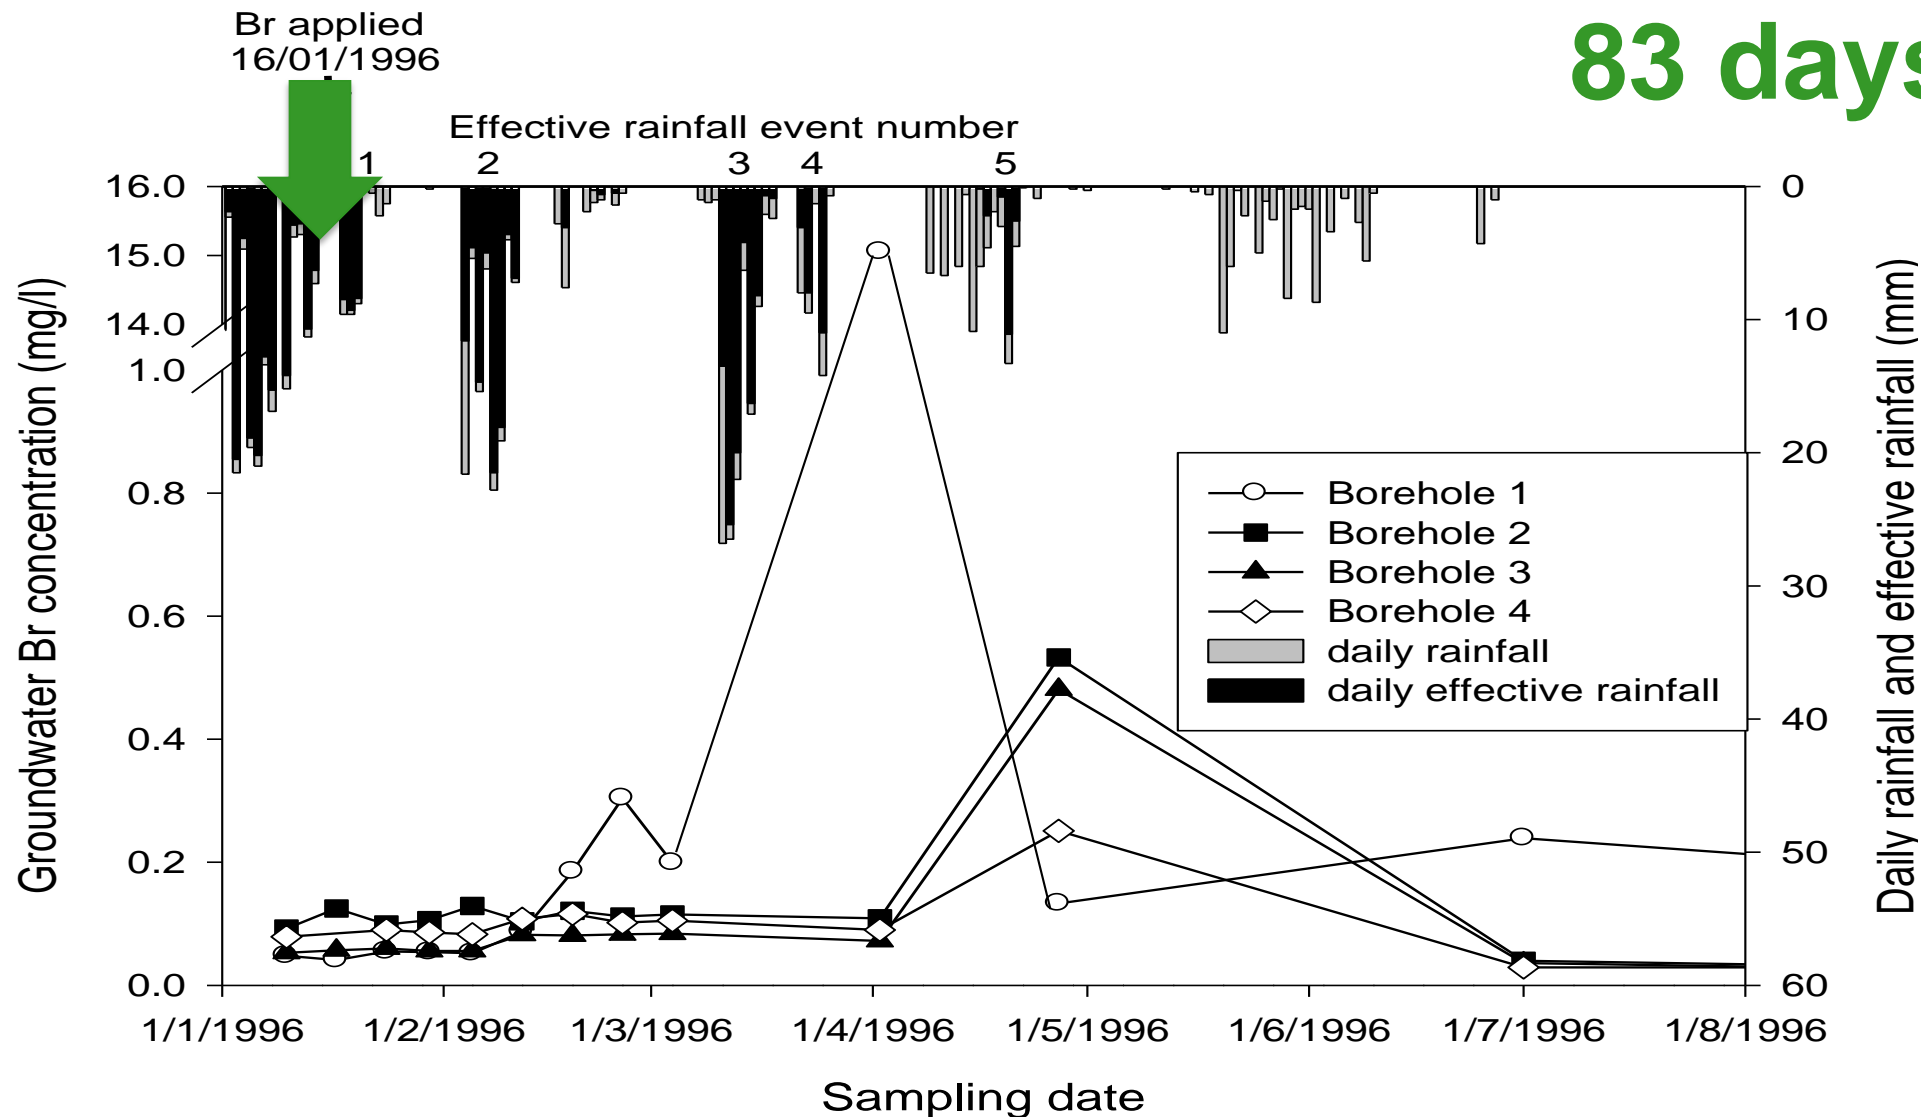 Br applied
16/01/1996
83 days
Effective rainfall event number
1 2 3 4 5
16.0
15.0
14.0
1.0
0.8
0.6
0.4
0.2
0.0
Groundwater Br concentration (mg/l)
0
10
20
30
40
50
60
Daily rainfall and effective rainfall (mm)
Borehole 1
Borehole 2
Borehole 3
Borehole 4
daily rainfall
daily effective rainfall
1/1/1996 1/2/1996 1/3/1996 1/4/1996 1/5/1996 1/6/1996 1/7/1996 1/8/1996
Sampling date